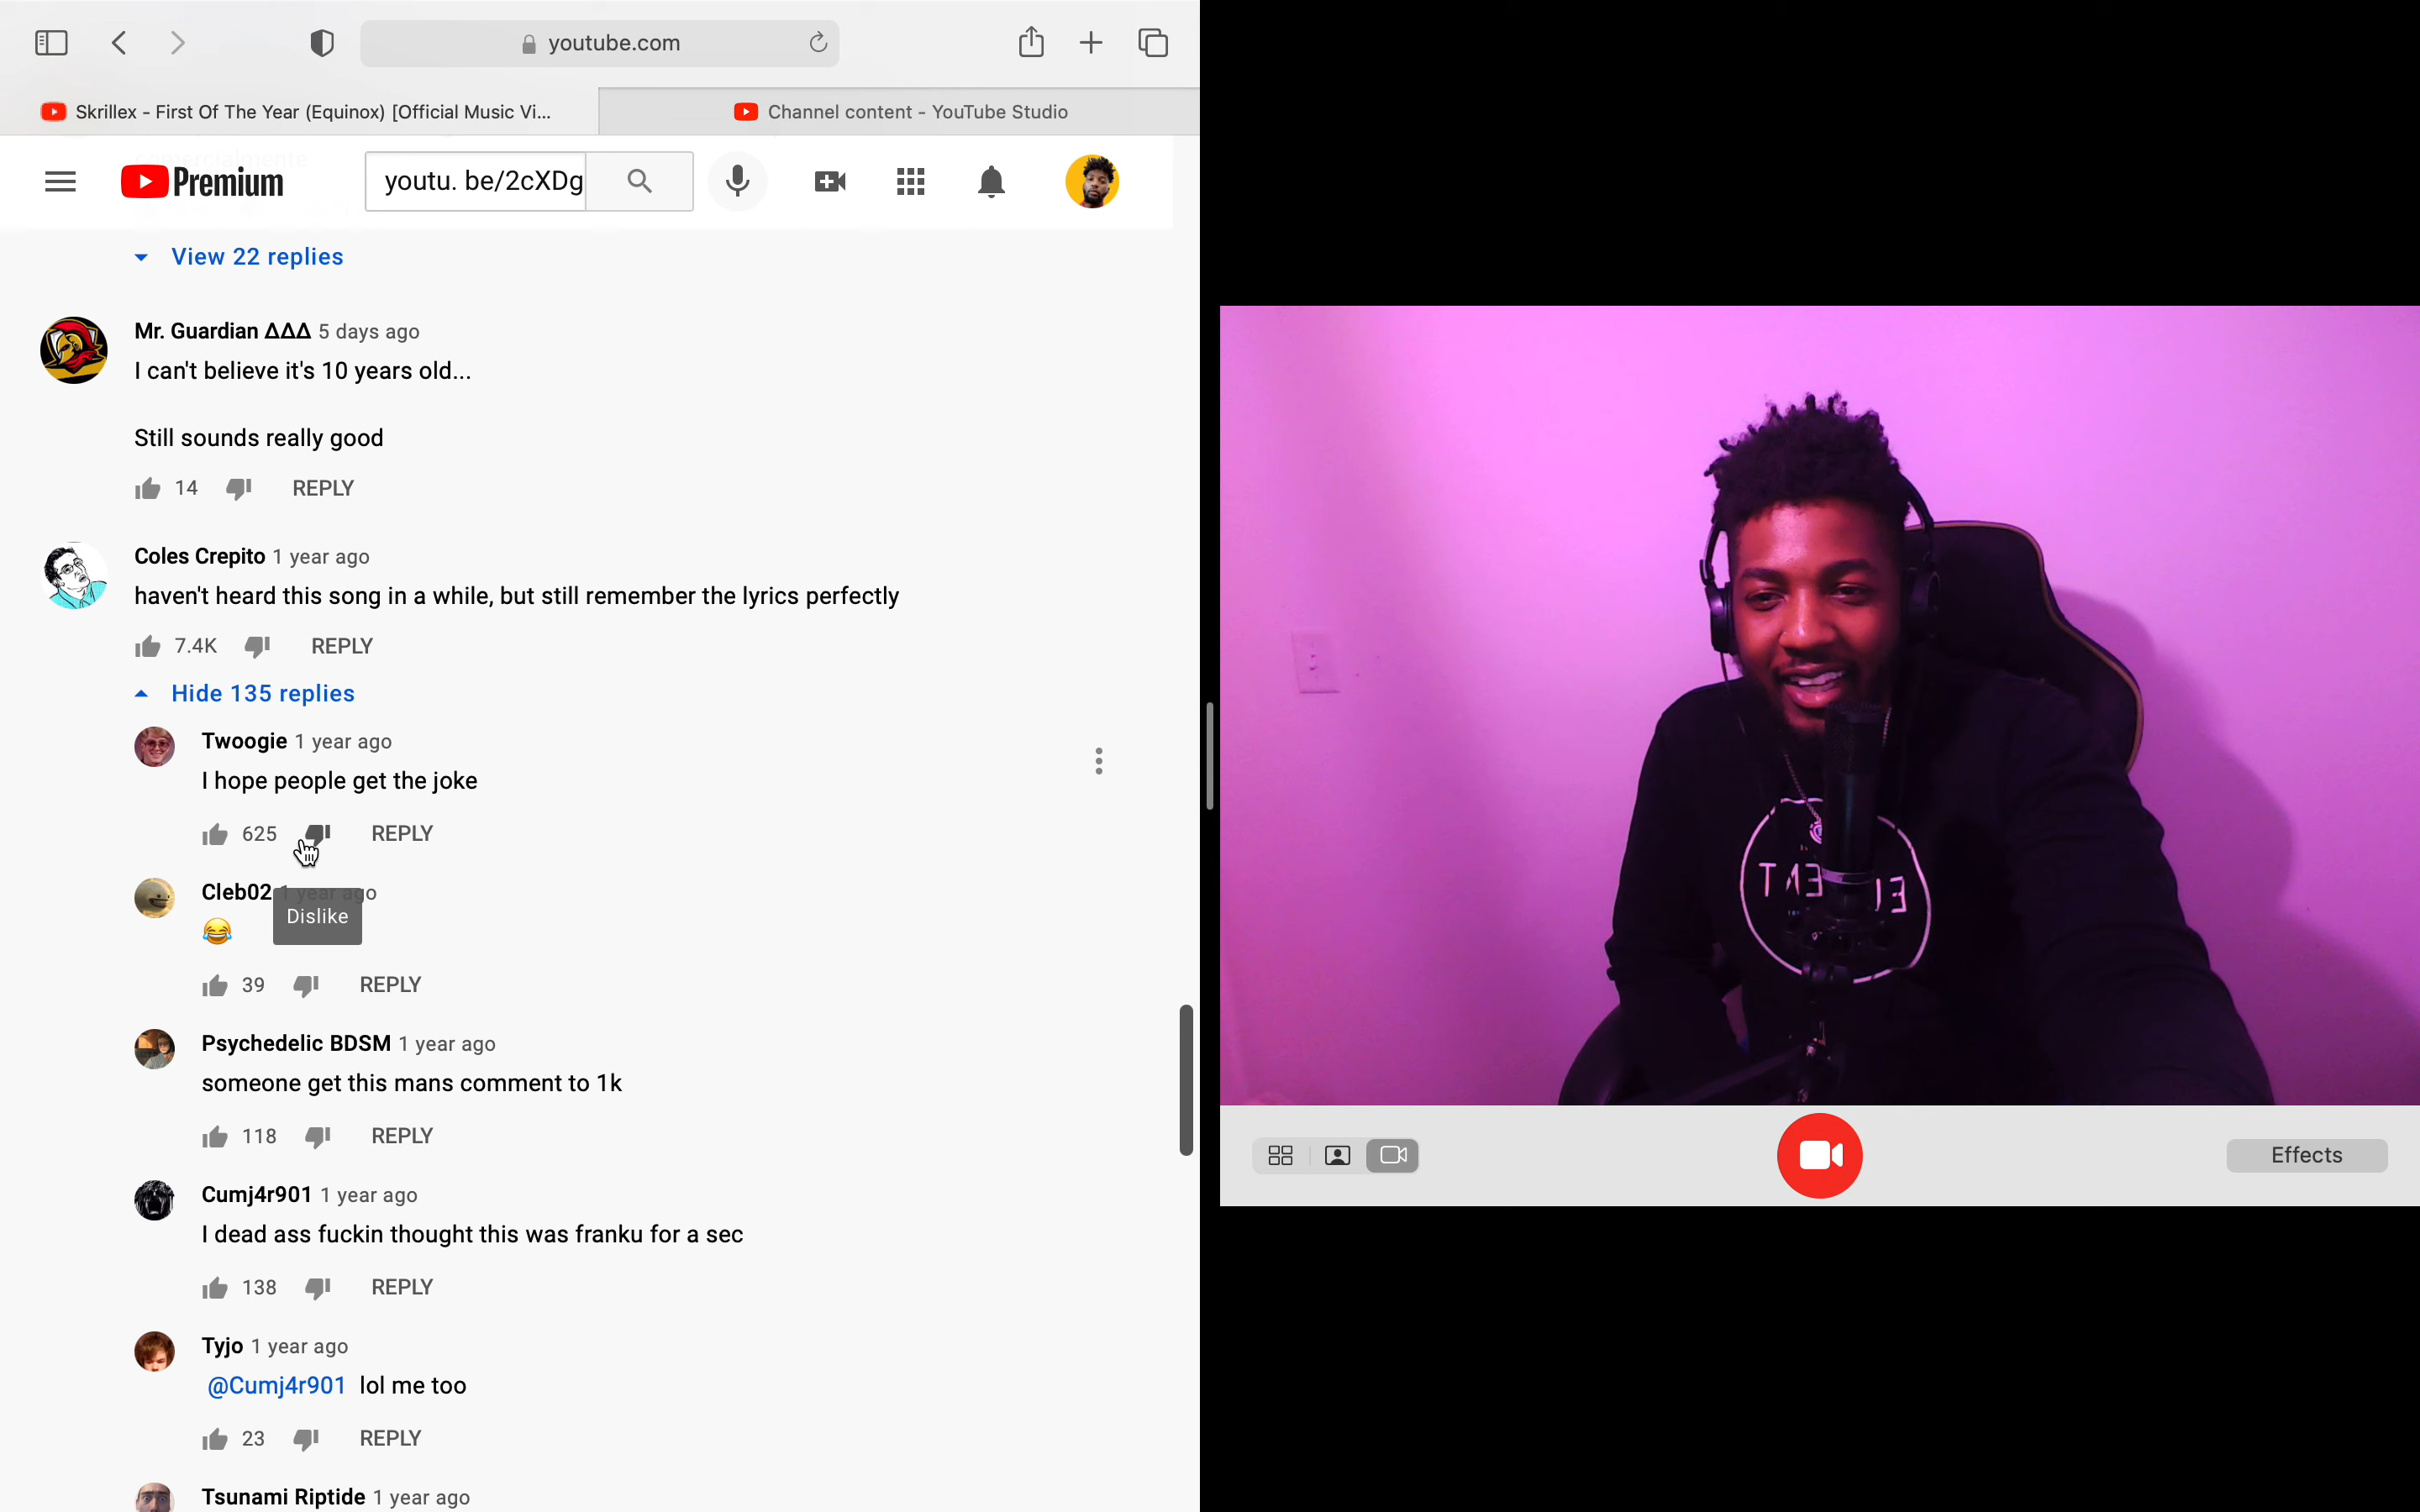 youtube.com
Skrillex - First Of The Year (Equinox) [Official Music Vi...
Channel content - YouTube Studio
Premium
youtu. be/2cXDg
View 22 replies
Mr. Guardian ΔΔΔ 5 days ago
I can't believe it's 10 years old...
Still sounds really good
14 REPLY
Coles Crepito 1 year ago
haven't heard this song in a while, but still remember the lyrics perfectly
7.4K REPLY
Hide 135 replies
Twoogie 1 year ago
I hope people get the joke
625 REPLY
Cleb02 1 year ago
😂
Dislike
39 REPLY
Psychedelic BDSM 1 year ago
someone get this mans comment to 1k
118 REPLY
Cumj4r901 1 year ago
I dead ass fuckin thought this was franku for a sec
138 REPLY
Tyjo 1 year ago
@Cumj4r901 lol me too
23 REPLY
Tsunami Riptide 1 year ago
Effects